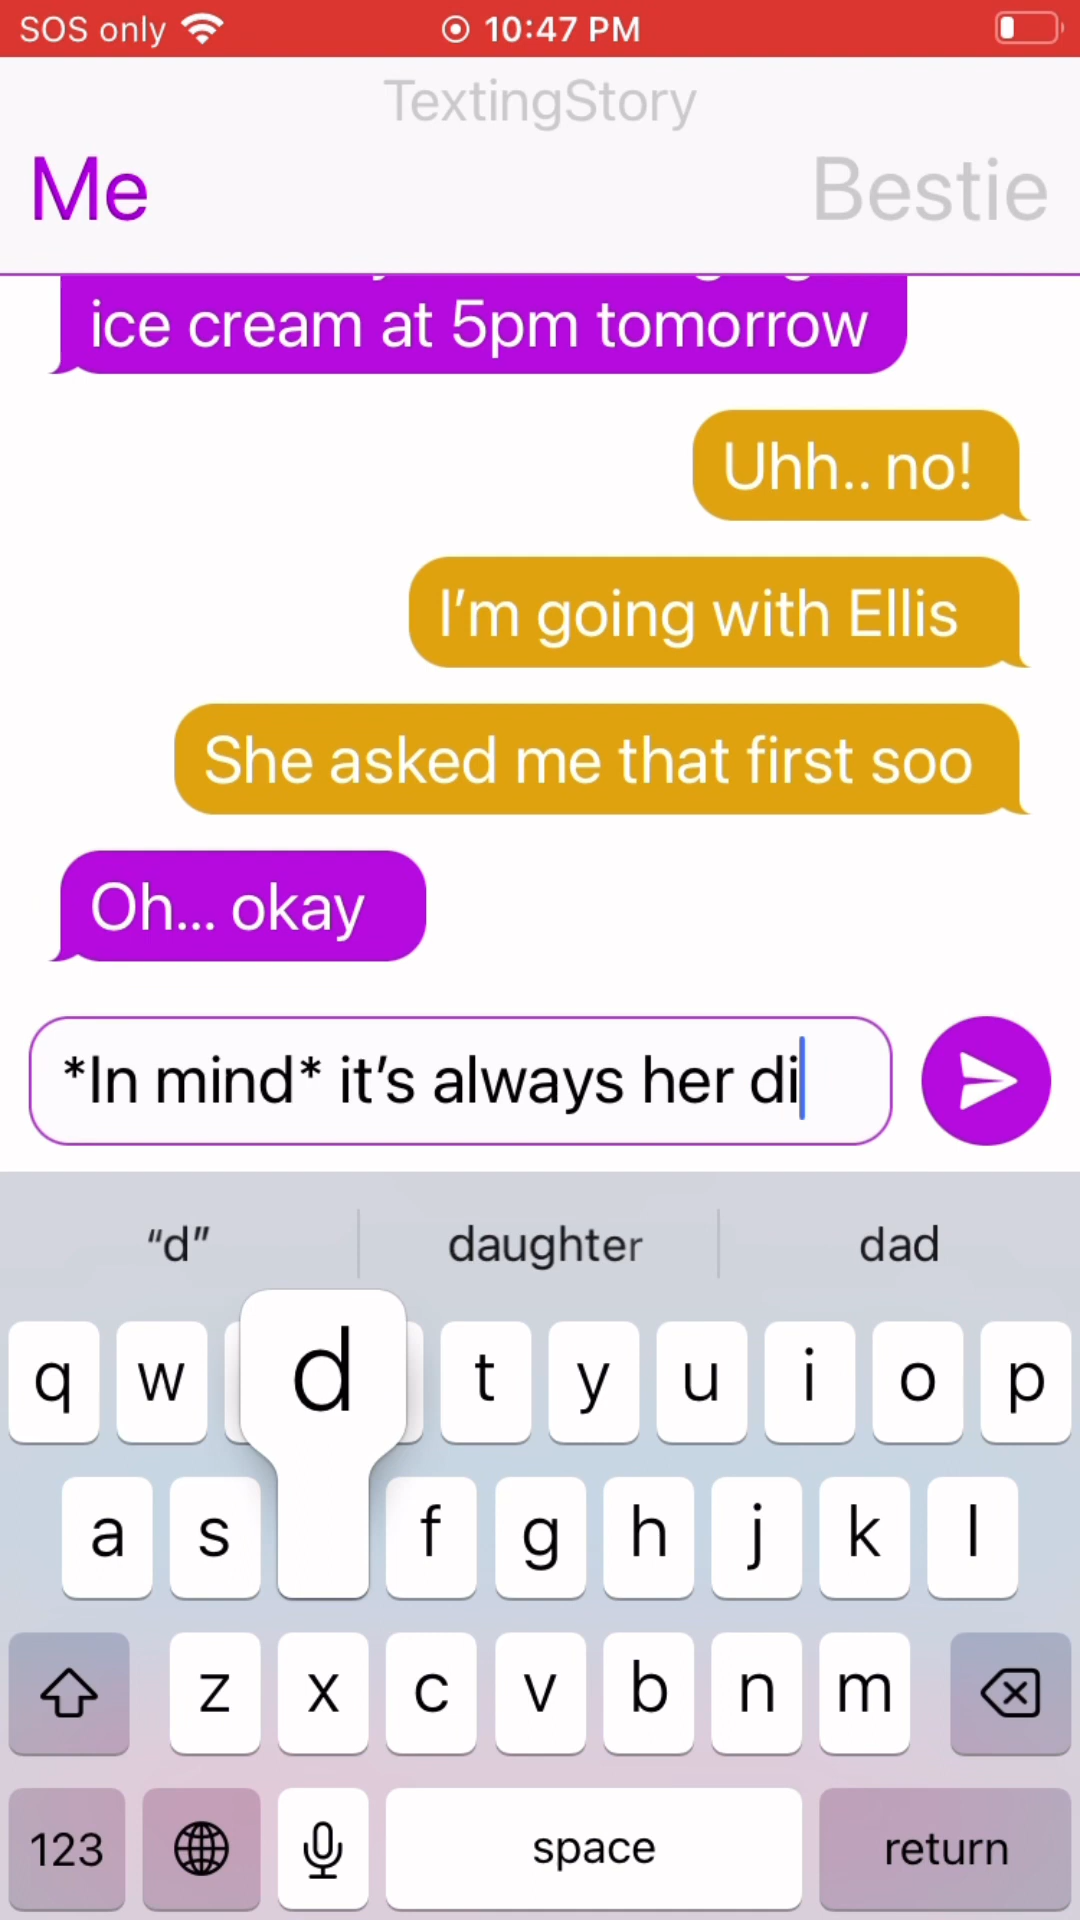 SOS only 10:47 PM
TextingStory
Me Bestie
ice cream at 5pm tomorrow
Uhh.. no!
I’m going with Ellis
She asked me that first soo
Oh... okay
*In mind* it’s always her di
“d” daughter dad
d
q w t y u i o p
a s f g h j k l
z x c v b n m
123 space return